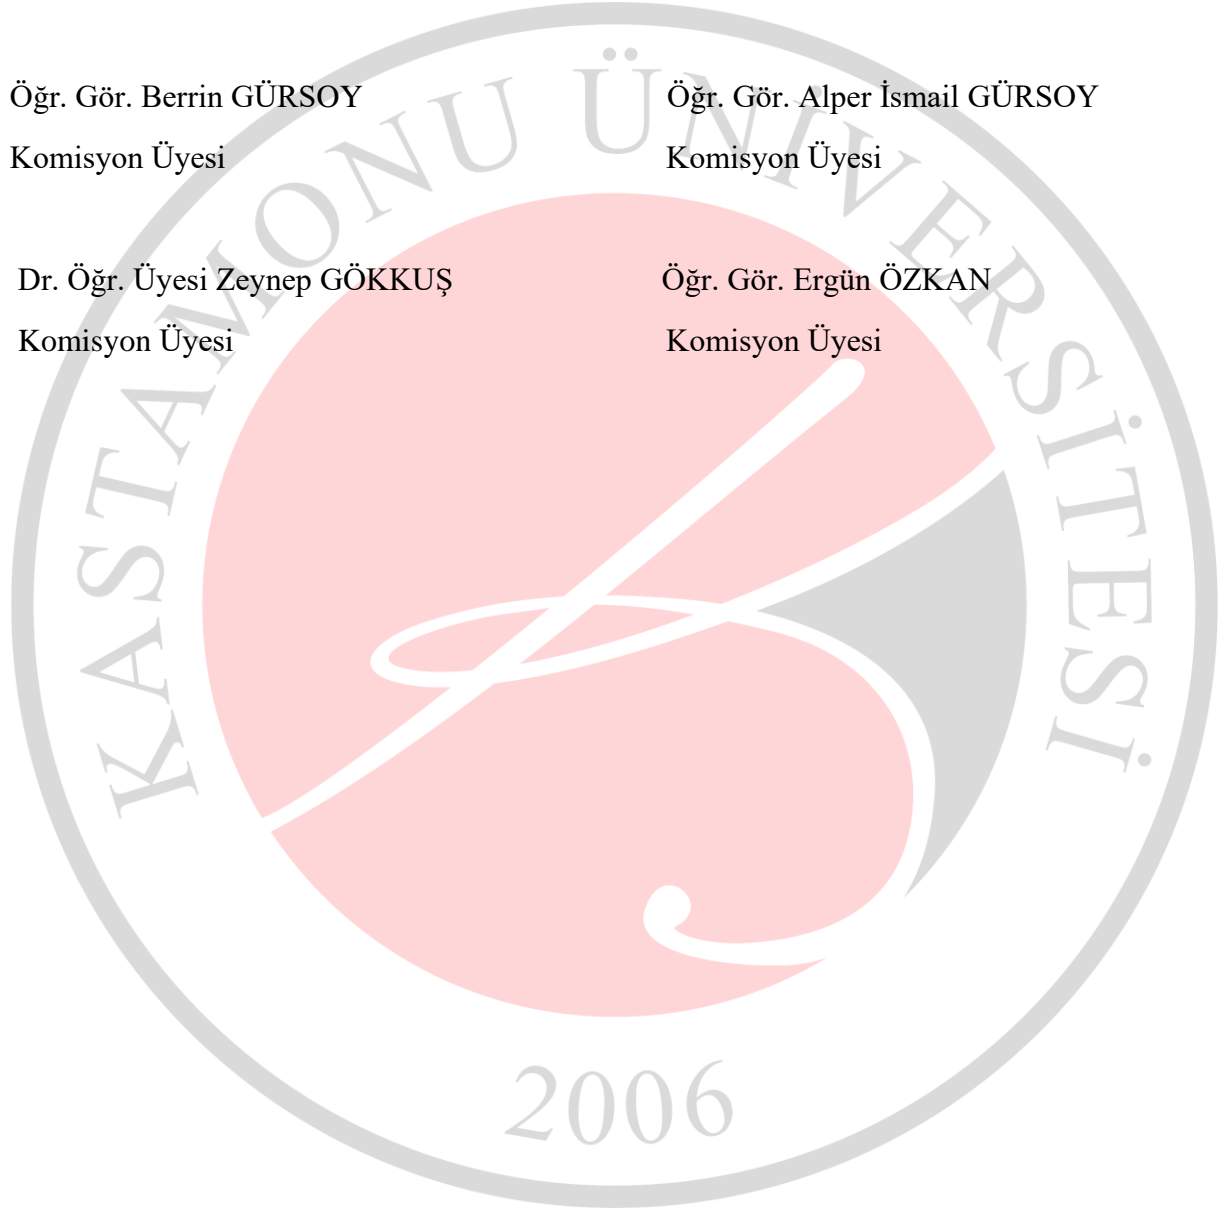 Öğr. Gör. Berrin GÜRSOY Öğr. Gör. Alper İsmail GÜRSOY
Komisyon Üyesi Komisyon Üyesi
Dr. Öğr. Üyesi Zeynep GÖKKUŞ Öğr. Gör. Ergün ÖZKAN
Komisyon Üyesi Komisyon Üyesi
KASTAMONU ÜNİVERSİTESİ
2006